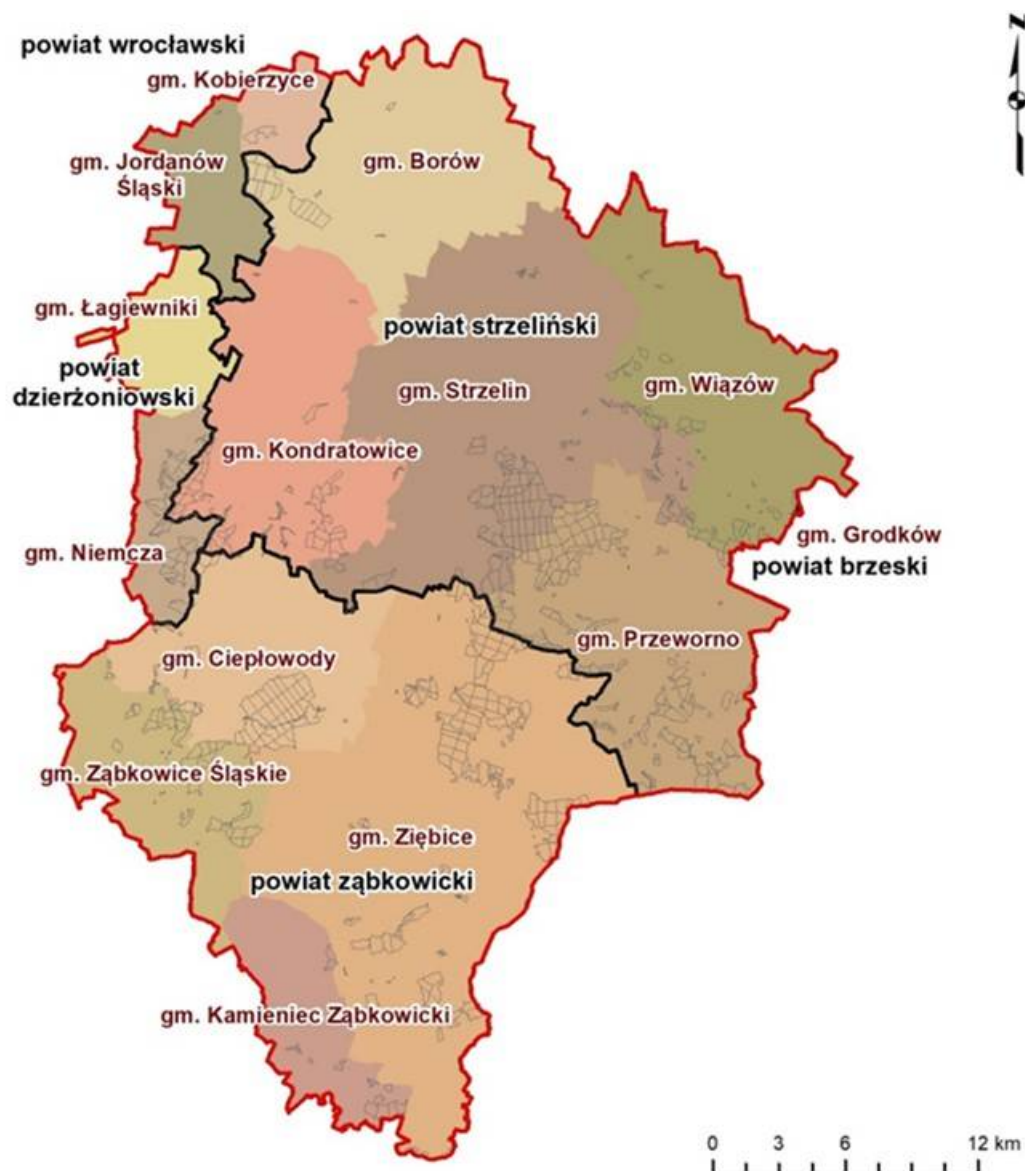 powiat wrocławski
gm. Kobierzyce
gm. Jordanów
Śląski
gm. Borów
gm. Łagiewniki
powiat
dzierżoniowski
powiat strzeliński
gm. Strzelin
gm. Wiązów
gm. Kondratowice
gm. Niemcza
gm. Grodków
powiat brzeski
gm. Przeworno
gm. Ciepłowody
gm. Ząbkowice Śląskie
gm. Ziębice
powiat ząbkowicki
gm. Kamieniec Ząbkowicki
Z
0 3 6 12 km